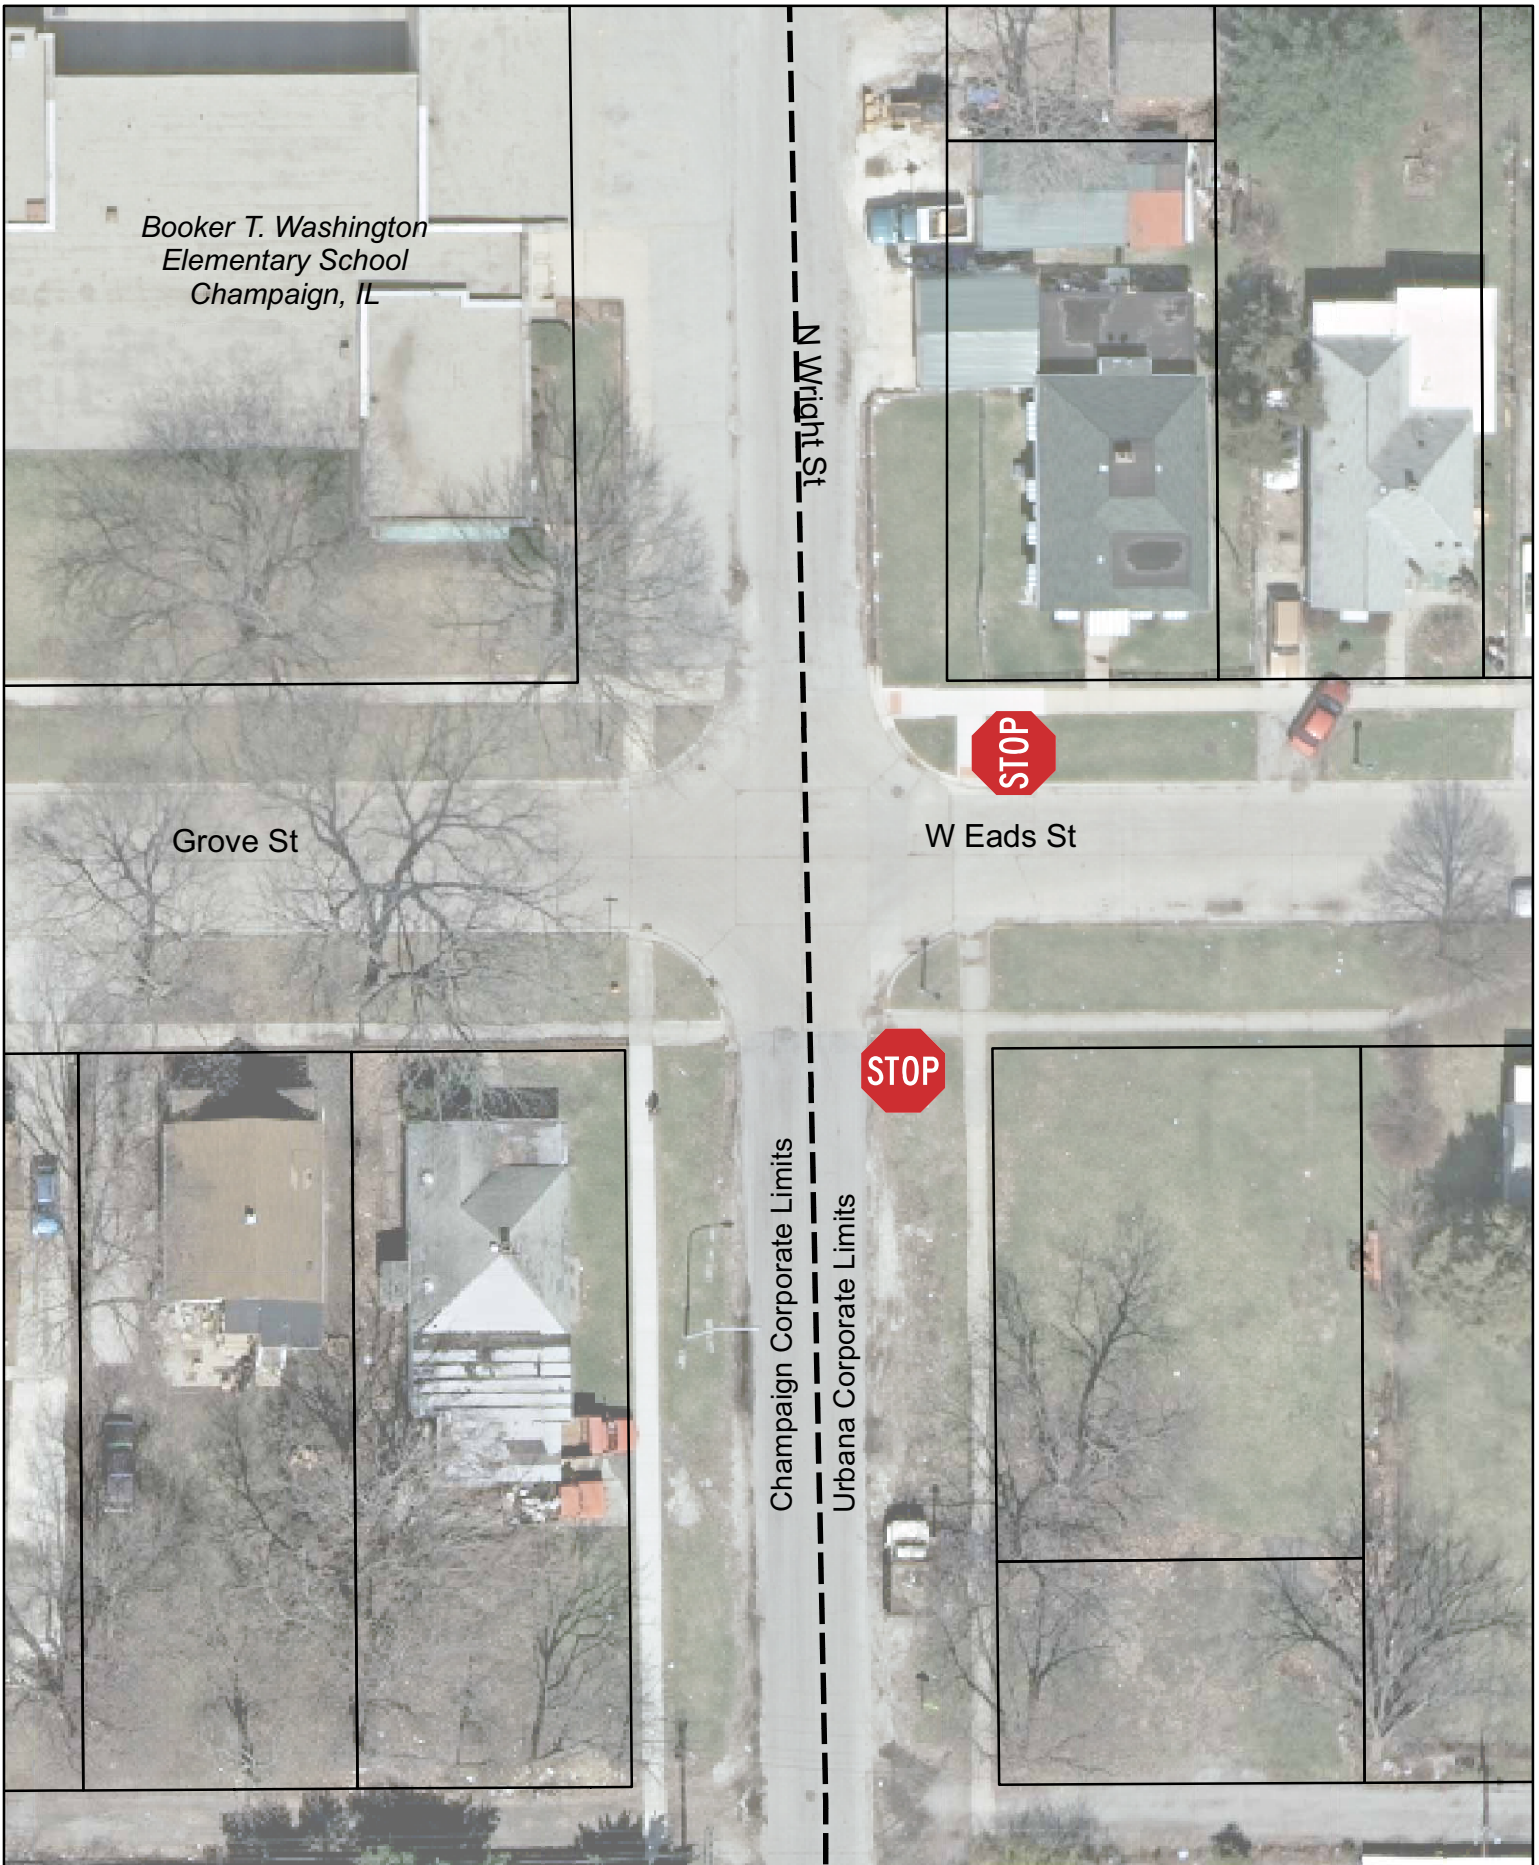 Booker T. Washington
Elementary School
Champaign, IL
N Wright St
STOP
Grove St
W Eads St
STOP
Champaign Corporate Limits
Urbana Corporate Limits